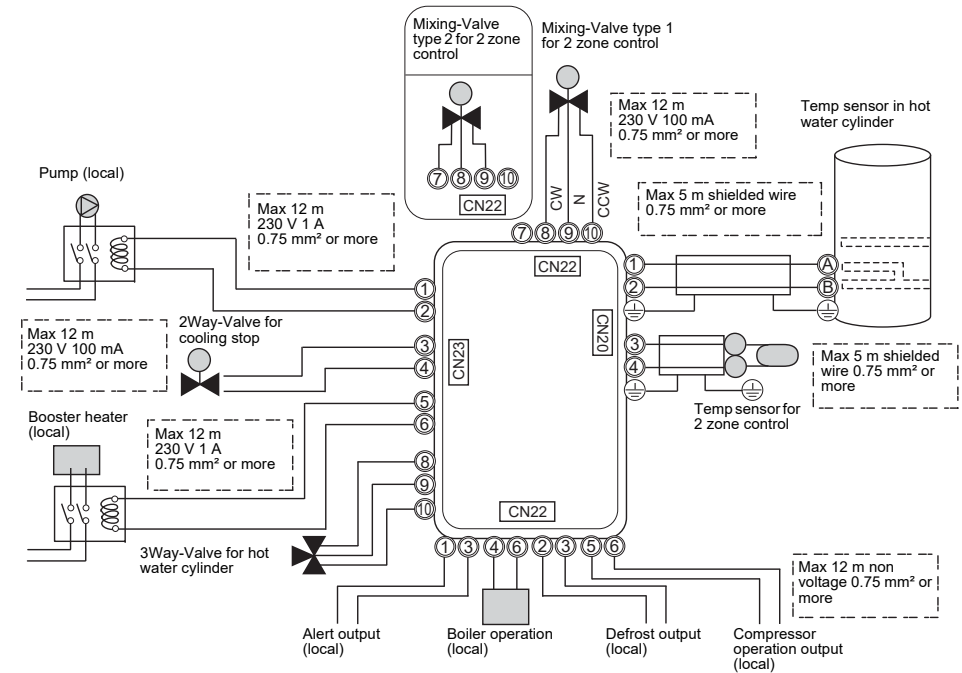 Mixing-Valve
type 2 for 2 zone
control
7 8 9 10
CN22
Mixing-Valve type 1
for 2 zone control
Max 12 m
230 V 100 mA
0.75 mm² or more
CW
N
CCW
7 8 9 10
CN22
Temp sensor in hot
water cylinder
Max 5 m shielded wire
0.75 mm² or more
1
2
A
B
CN20
3
4
Temp sensor for
2 zone control
Max 5 m shielded
wire 0.75 mm² or
more
Pump (local)
Max 12 m
230 V 1 A
0.75 mm² or more
1
2
Max 12 m
230 V 100 mA
0.75 mm² or more
2Way-Valve for
cooling stop
3
4
CN23
Booster heater
(local)
Max 12 m
230 V 1 A
0.75 mm² or more
5
6
8
9
10
3Way-Valve for hot
water cylinder
CN22
1 3 4 6 2 3 5 6
Alert output
(local)
Boiler operation
(local)
Defrost output
(local)
Compressor
operation output
(local)
Max 12 m non
voltage 0.75 mm² or
more